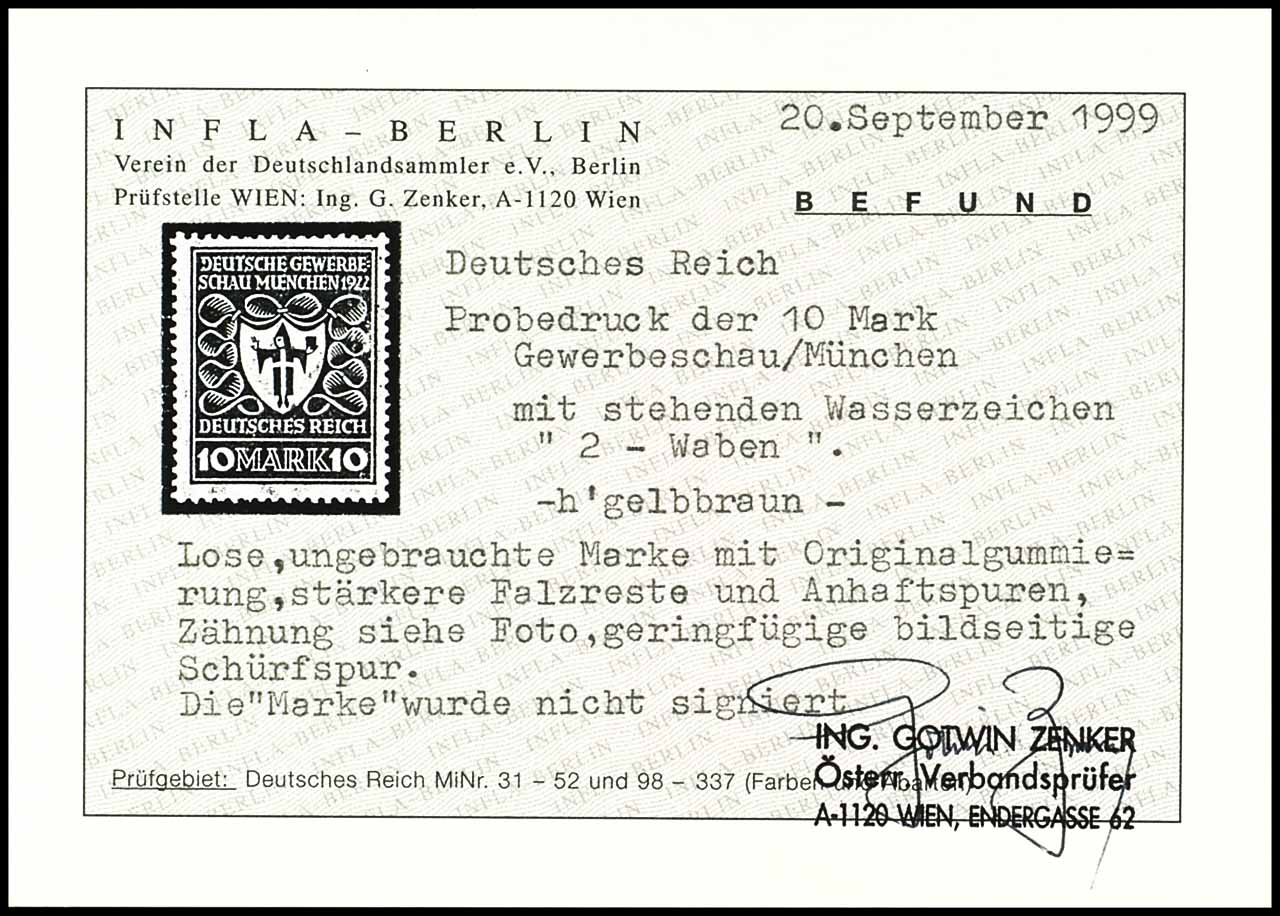 INFLA – BERLIN
20.September 1999
Verein der Deutschlandsammler e.V., Berlin
Prüfstelle WIEN: Ing. G. Zenker, A-1120 Wien
BEFUND
DEUTSCHE GEWERBE-
SCHAU MUENCHEN 1922
DEUTSCHES REICH
10 MARK 10
Deutsches Reich
Probedruck der 10 Mark
Gewerbeschau/München
mit stehenden Wasserzeichen
" 2 - Waben ".
-h'gelbbraun -
Lose,ungebrauchte Marke mit Originalgummie=
rung,stärkere Falzreste und Anhaftspuren,
Zähnung siehe Foto,geringfügige bildseitige
Schürfspur.
Die"Marke"wurde nicht signiert
ING. GOTWIN ZENKER
Österr. Verbandsprüfer
A-1120 WIEN, ENDERGASSE 62
Prüfgebiet: Deutsches Reich MiNr. 31 – 52 und 98 – 337 (Farben und Abarten)